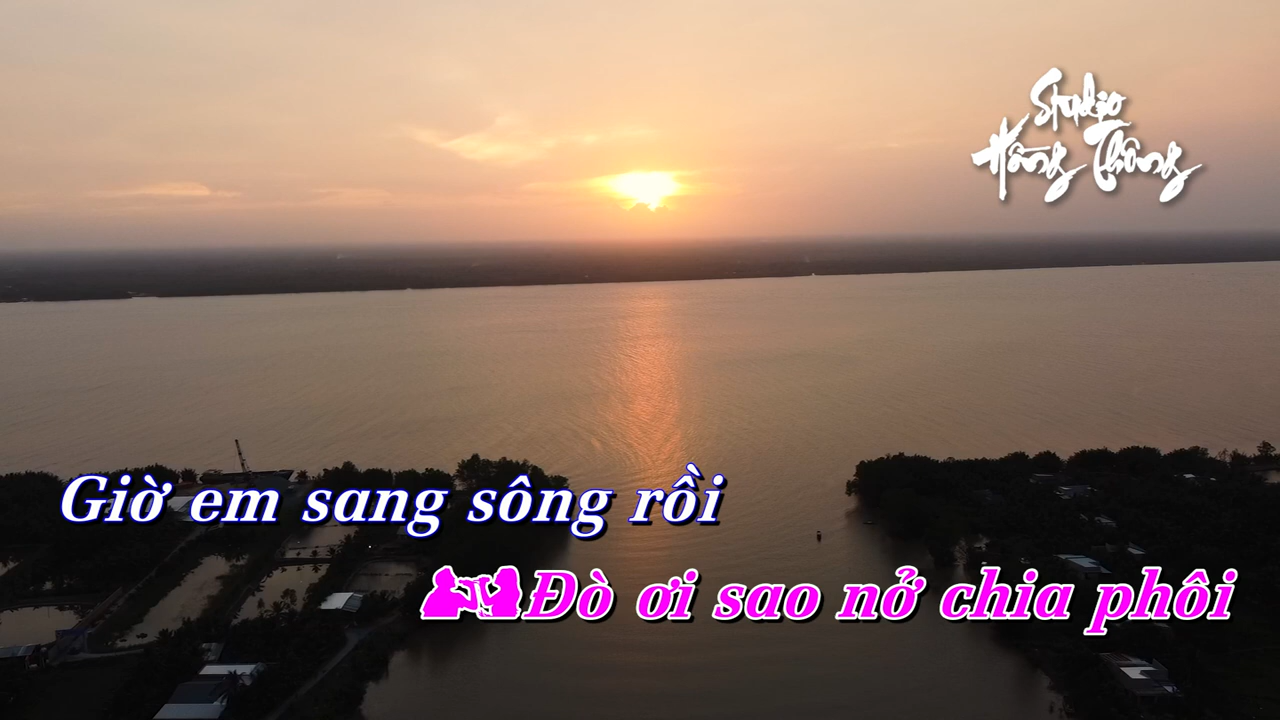 Studio
Hồng Thông
Giờ em sang sông rồi
Đò ơi sao nở chia phôi